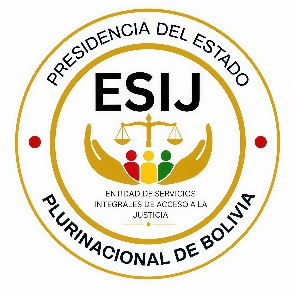 PRESIDENCIA DEL ESTADO
ESIJ
ENTIDAD DE SERVICIOS
INTEGRALES DE ACCESO A LA
JUSTICIA
PLURINACIONAL DE BOLIVIA